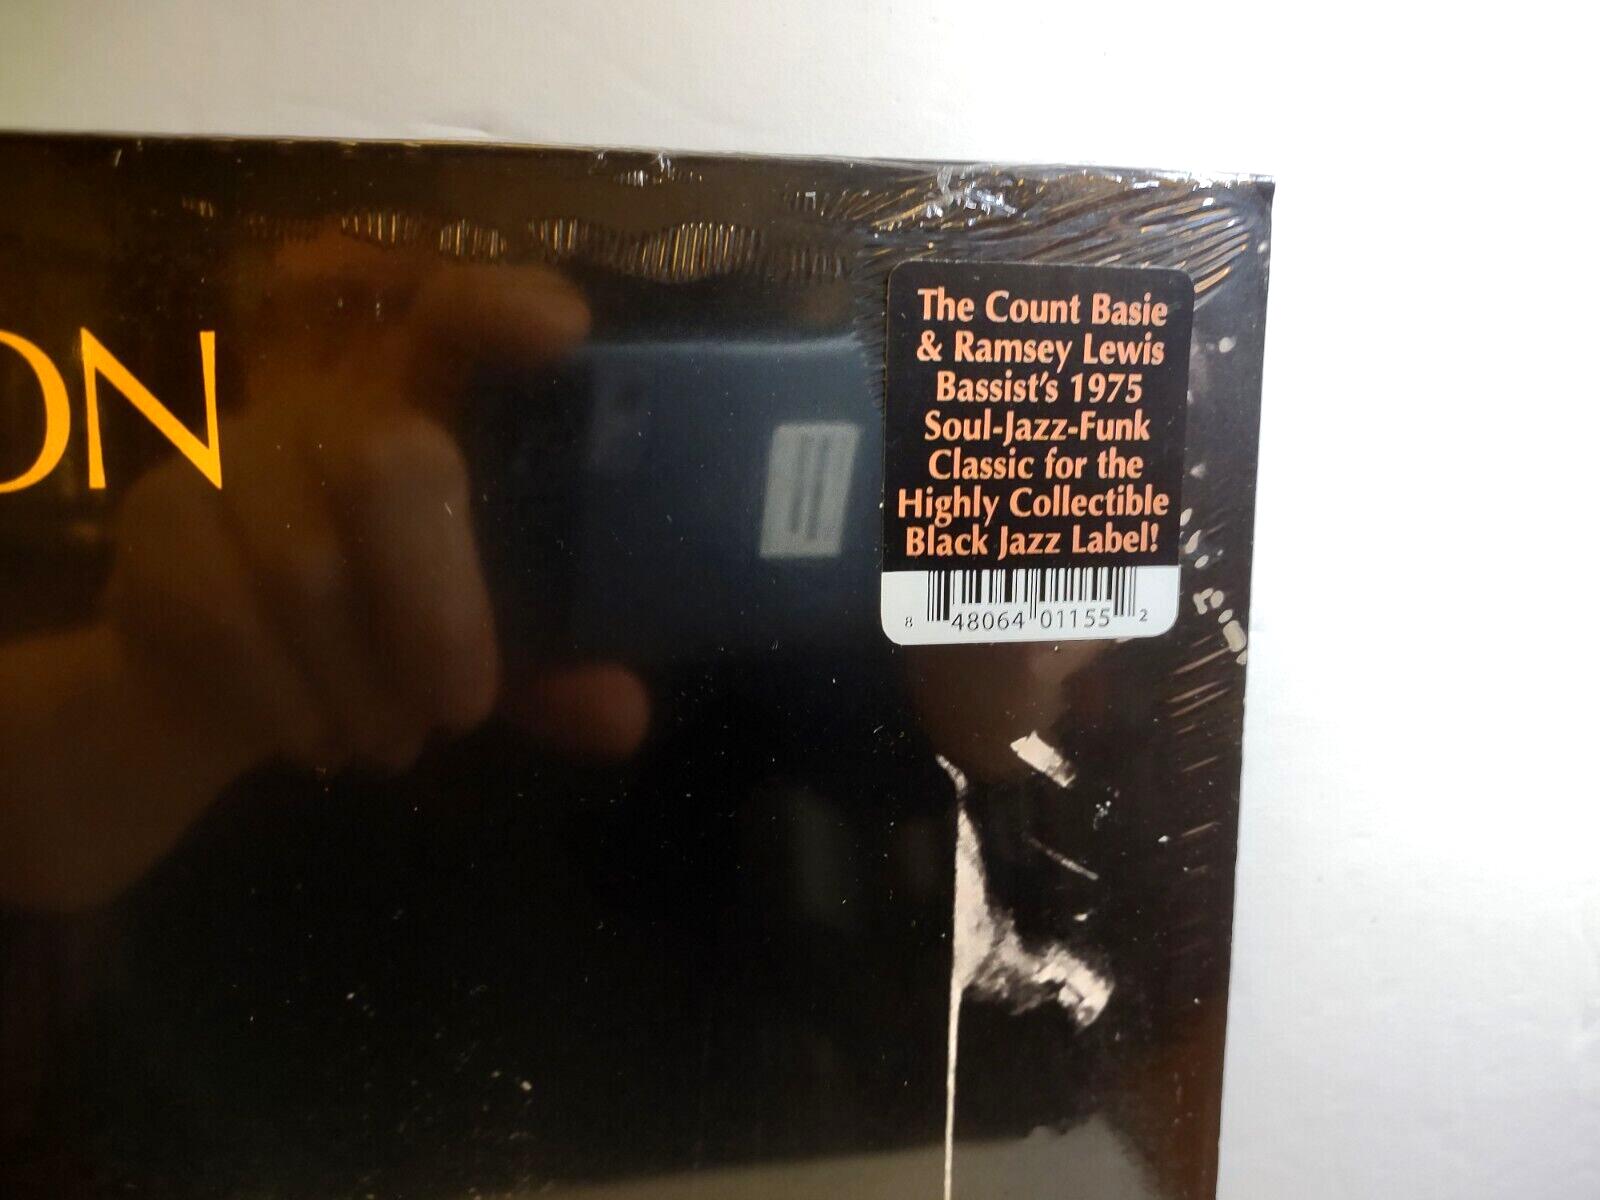 ON
The Count Basie
& Ramsey Lewis
Bassist's 1975
Soul-Jazz-Funk
Classic for the
Highly Collectible
Black Jazz Label!
8 48064 01155 2